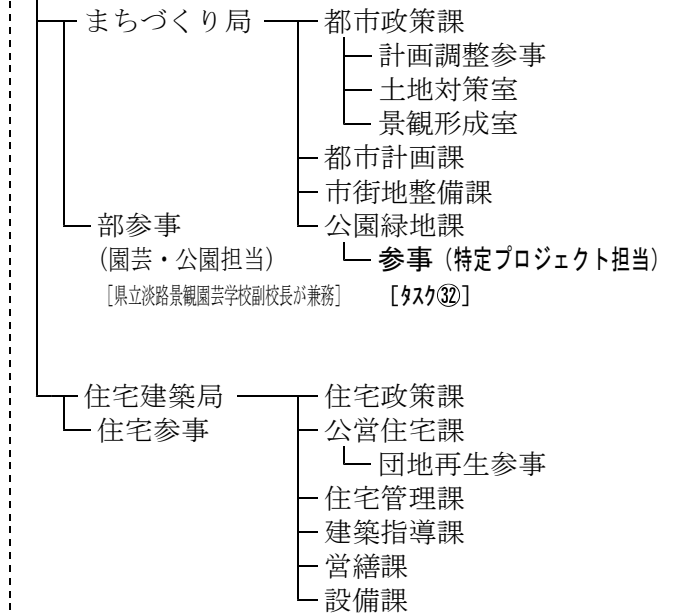 まちづくり局 都市政策課
計画調整参事
土地対策室
景観形成室
都市計画課
市街地整備課
部参事 公園緑地課
(園芸・公園担当) 参事(特定プロジェクト担当)
[県立淡路景観園芸学校副校長が兼務] [タスク㉜]
住宅建築局 住宅政策課
住宅参事 公営住宅課
団地再生参事
住宅管理課
建築指導課
営繕課
設備課